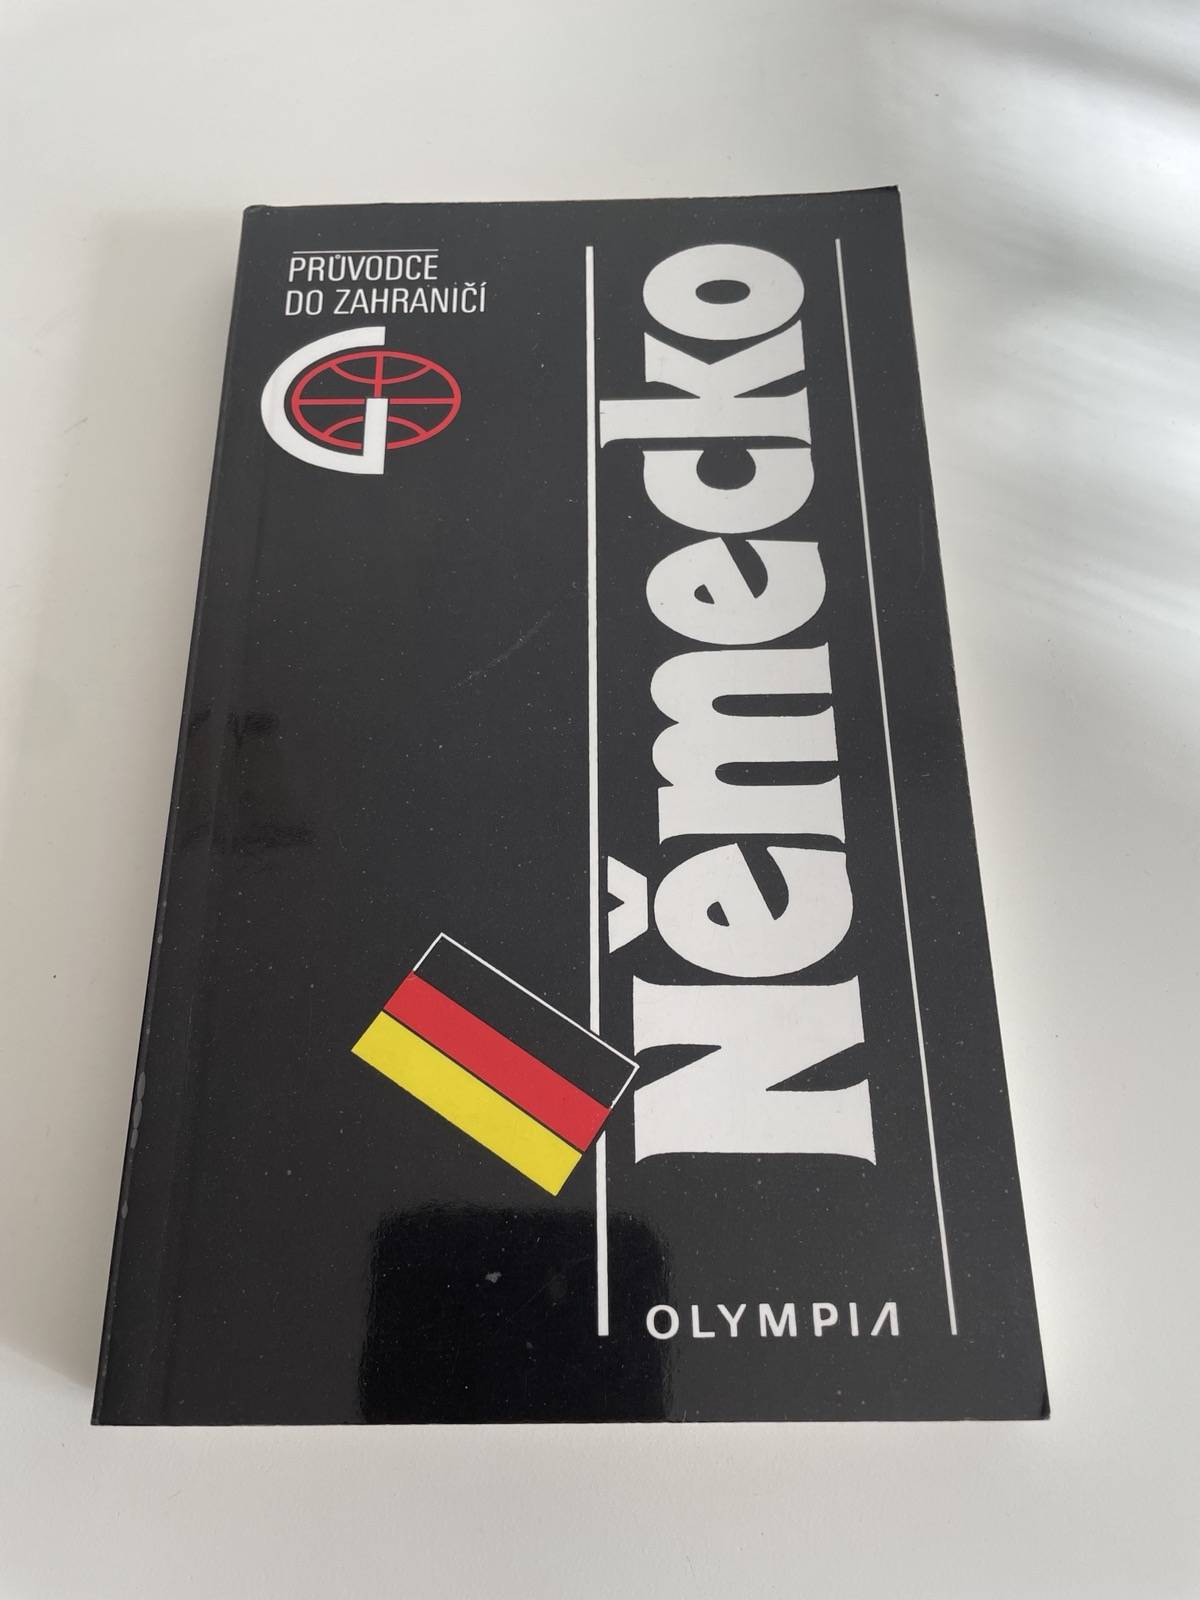 PRŮVODCE
DO ZAHRANIČÍ
Německo
OLYMPIA